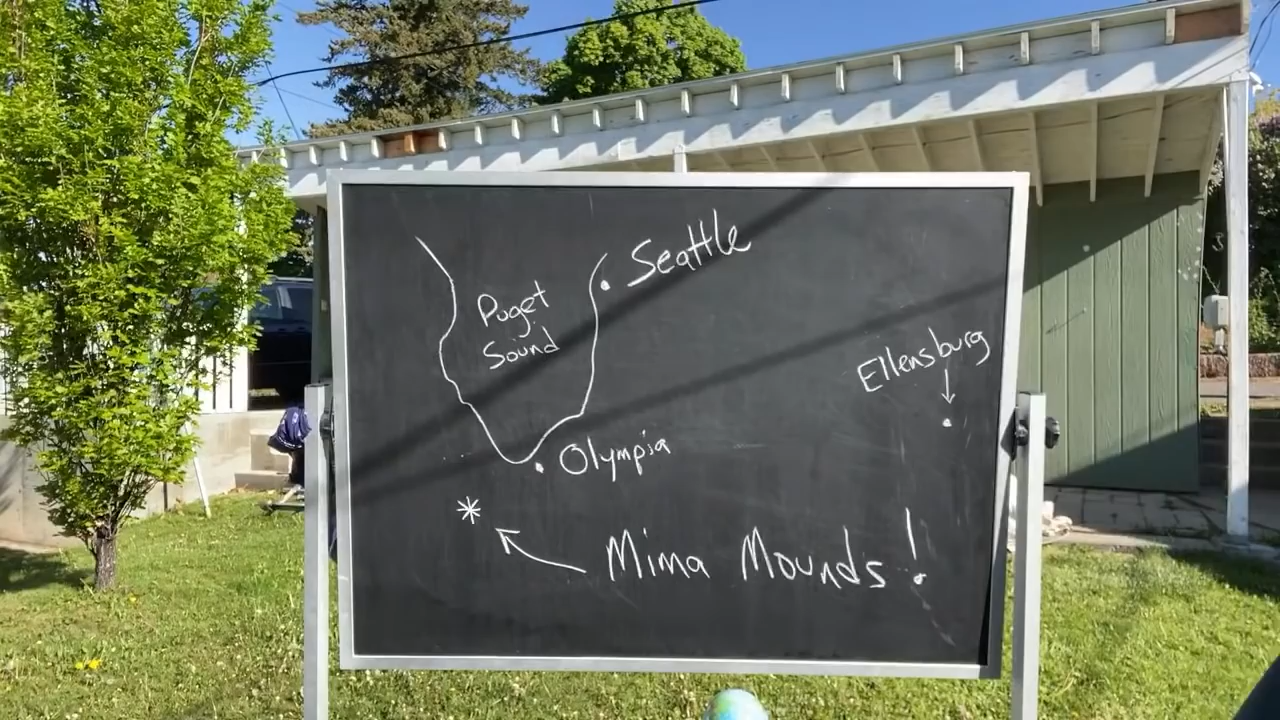 Seattle
Puget
Sound
Ellensburg
Olympia
Mima Mounds!